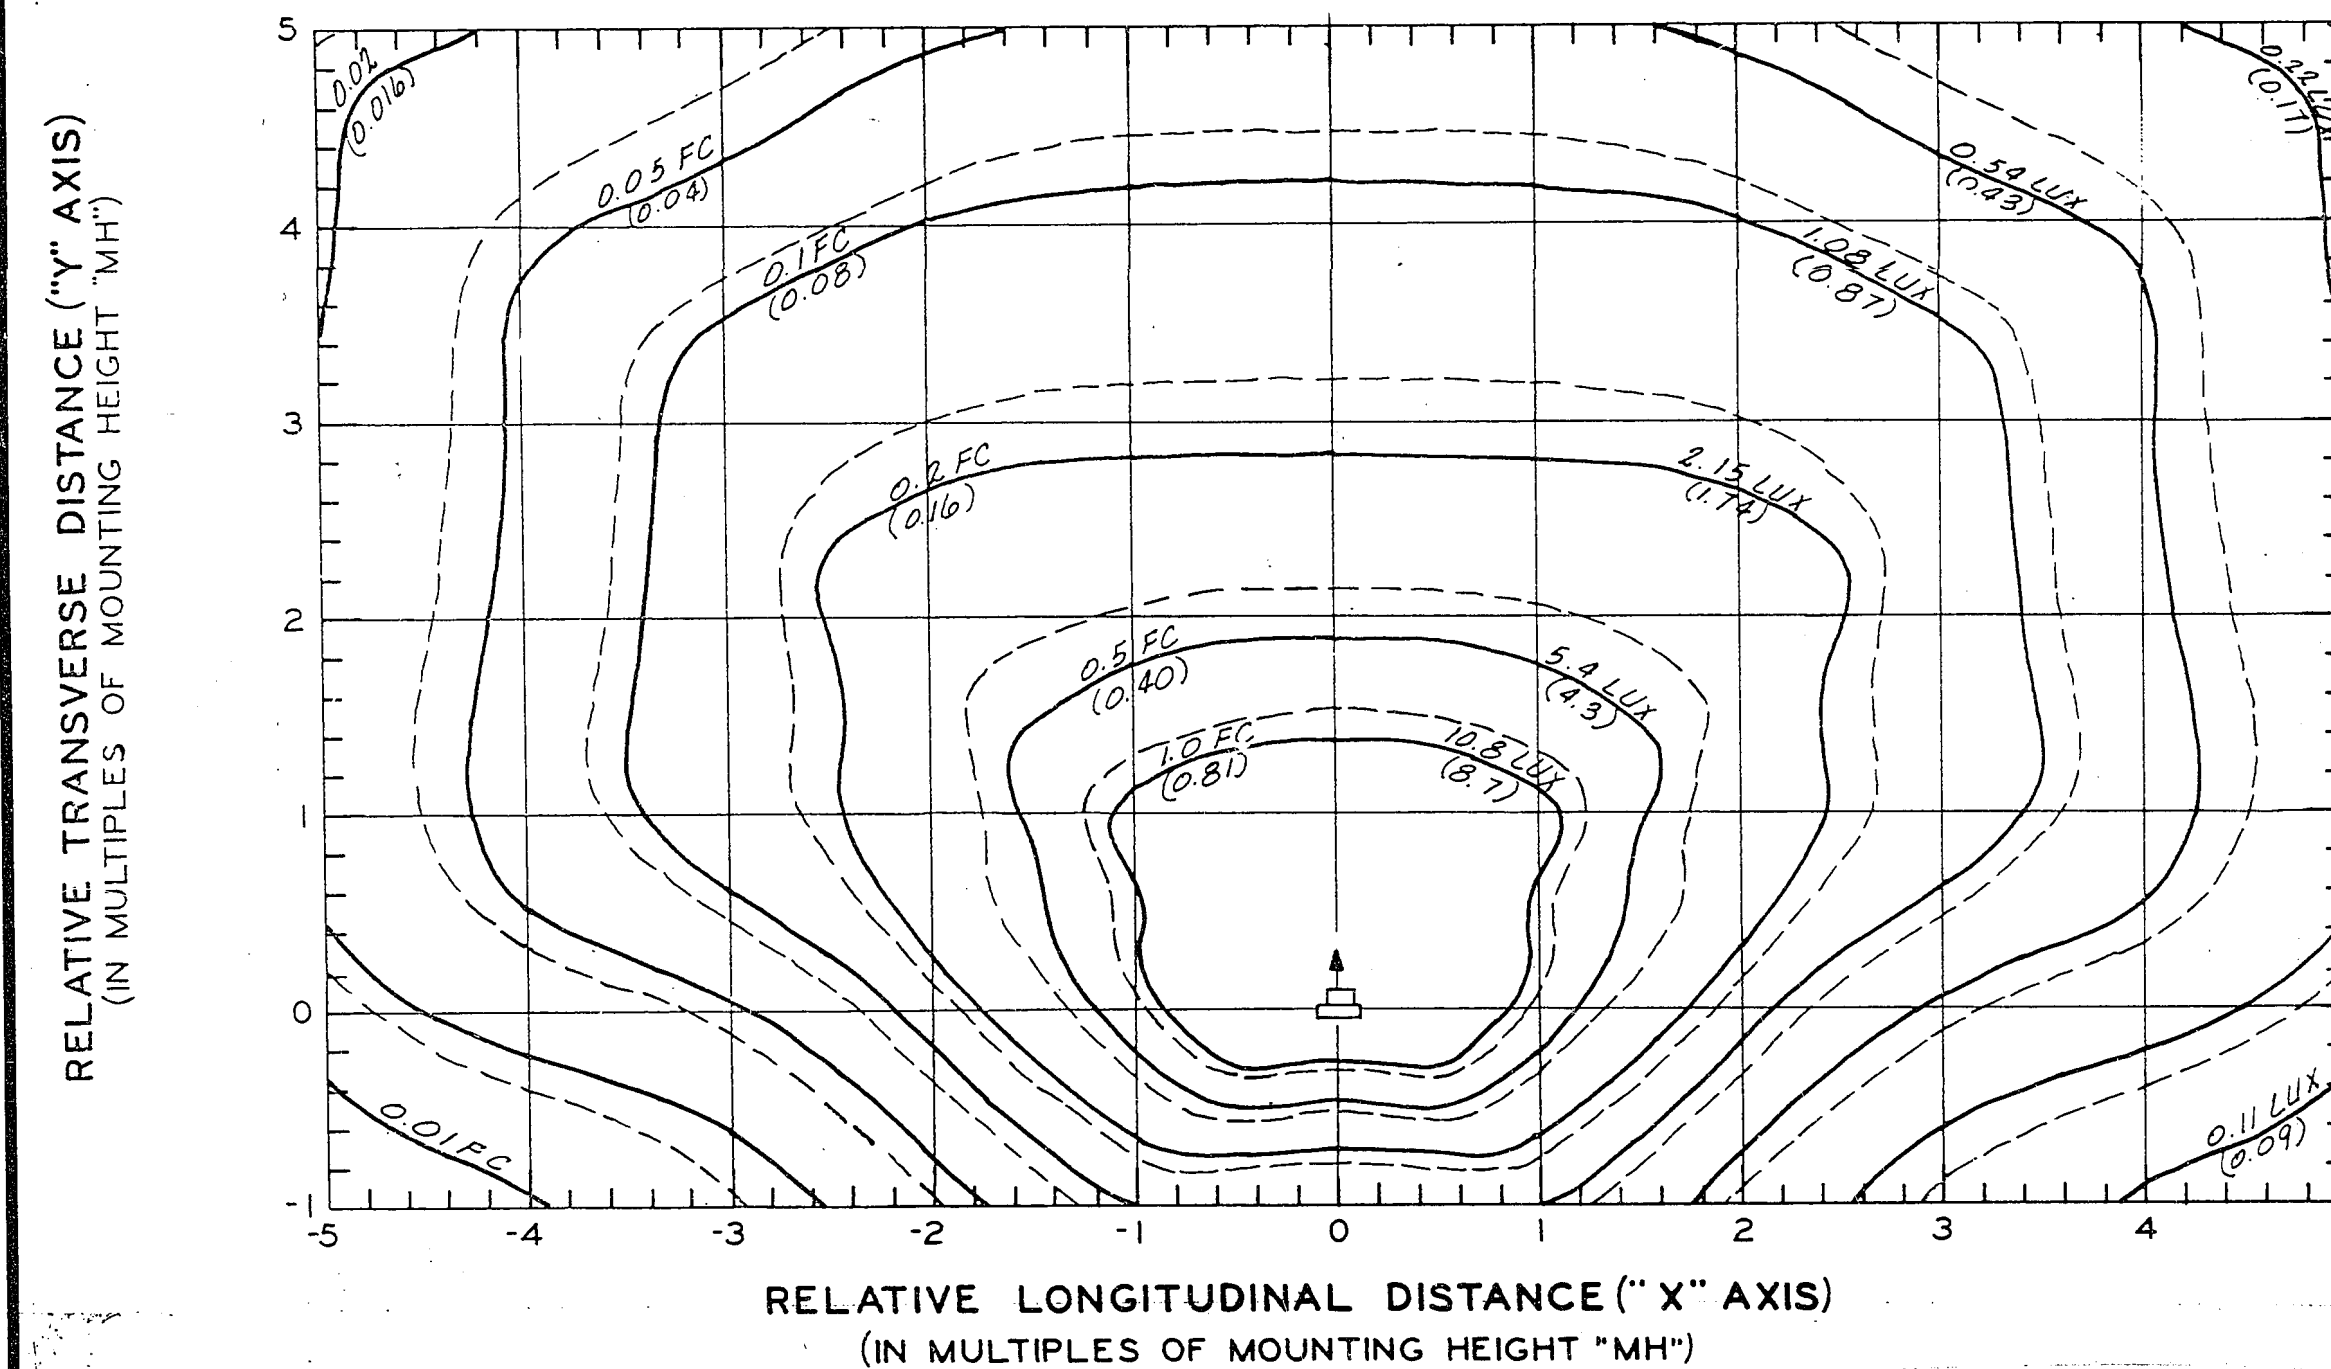 5
0.02
(0.016)
0.22 LUX
(0.17)
0.05 FC
(0.04)
0.54 LUX
(0.43)
4
0.1 FC
(0.08)
1.08 LUX
(0.87)
3
0.2 FC
(0.16)
2.15 LUX
(1.74)
2
0.5 FC
(0.40)
5.4 LUX
(4.3)
1.0 FC
(0.81)
10.8 LUX
(8.7)
1
0
0.01 FC
0.11 LUX
(0.09)
-1
-5 -4 -3 -2 -1 0 1 2 3 4
RELATIVE TRANSVERSE DISTANCE ("Y" AXIS)
(IN MULTIPLES OF MOUNTING HEIGHT "MH")
RELATIVE LONGITUDINAL DISTANCE ("X" AXIS)
(IN MULTIPLES OF MOUNTING HEIGHT "MH")